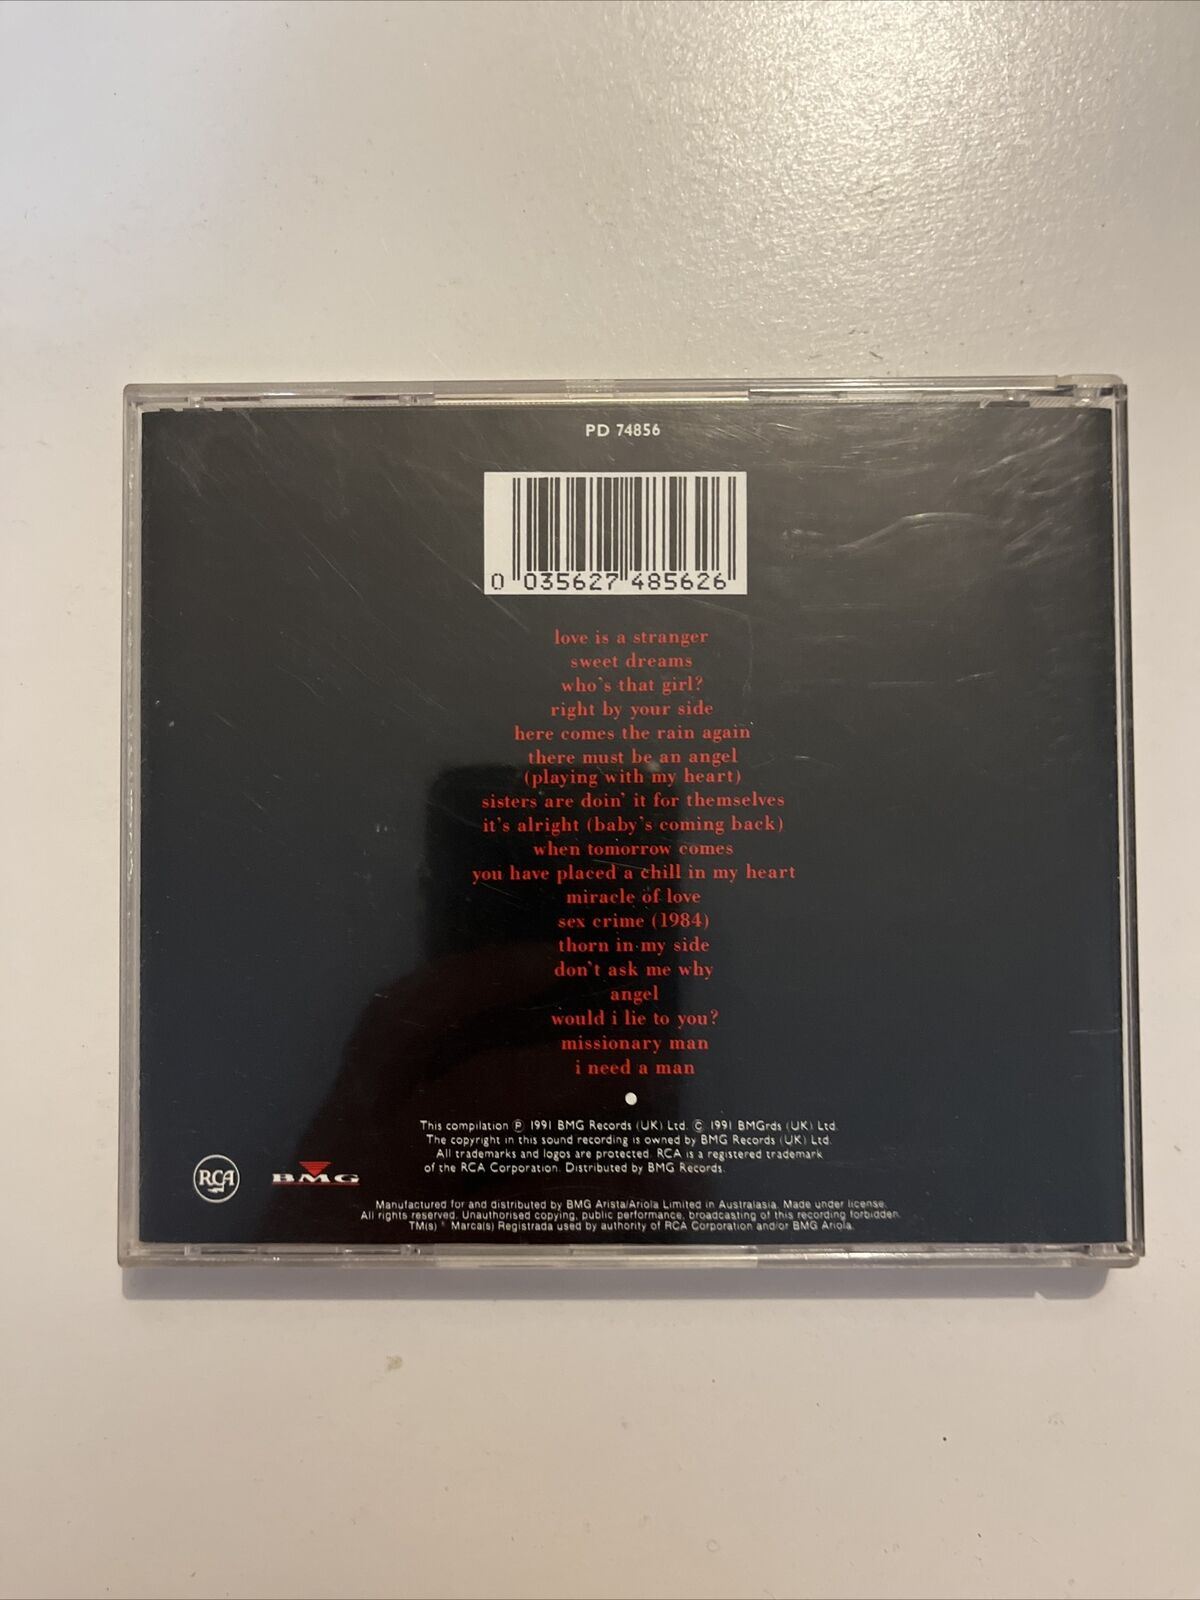 PD 74856
0 035627 485626
love is a stranger
sweet dreams
who's that girl?
right by your side
here comes the rain again
there must be an angel
(playing with my heart)
sisters are doin' it for themselves
it's alright (baby's coming back)
when tomorrow comes
you have placed a chill in my heart
miracle of love
sex crime (1984)
thorn in my side
don't ask me why
angel
would i lie to you?
missionary man
i need a man
This compilation ℗ 1991 BMG Records (UK) Ltd. © 1991 BMGrds (UK) Ltd.
The copyright in this sound recording is owned by BMG Records (UK) Ltd.
All trademarks and logos are protected. RCA is a registered trademark
of the RCA Corporation. Distributed by BMG Records.
RCA
BMG
Manufactured for and distributed by BMG Arista/Ariola Limited in Australasia. Made under license.
All rights reserved. Unauthorised copying, public performance, broadcasting of this recording forbidden.
TM(s) ® Marca(s) Registrada used by authority of RCA Corporation and/or BMG Ariola.